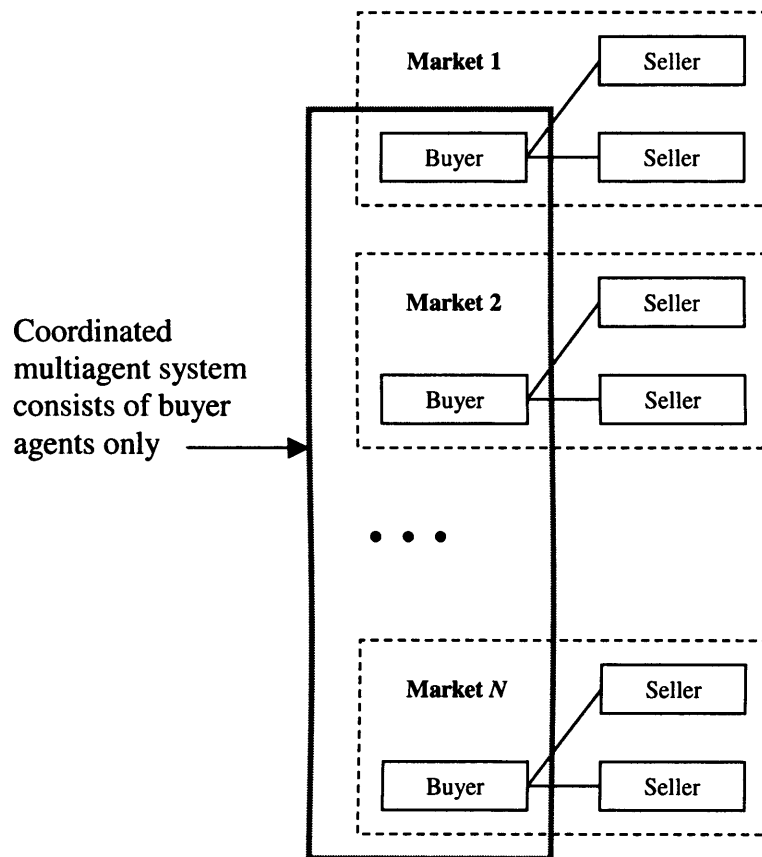 Market 1
Seller
Buyer
Seller
Market 2
Seller
Buyer
Seller
Coordinated
multiagent system
consists of buyer
agents only
• • •
Market N
Seller
Buyer
Seller